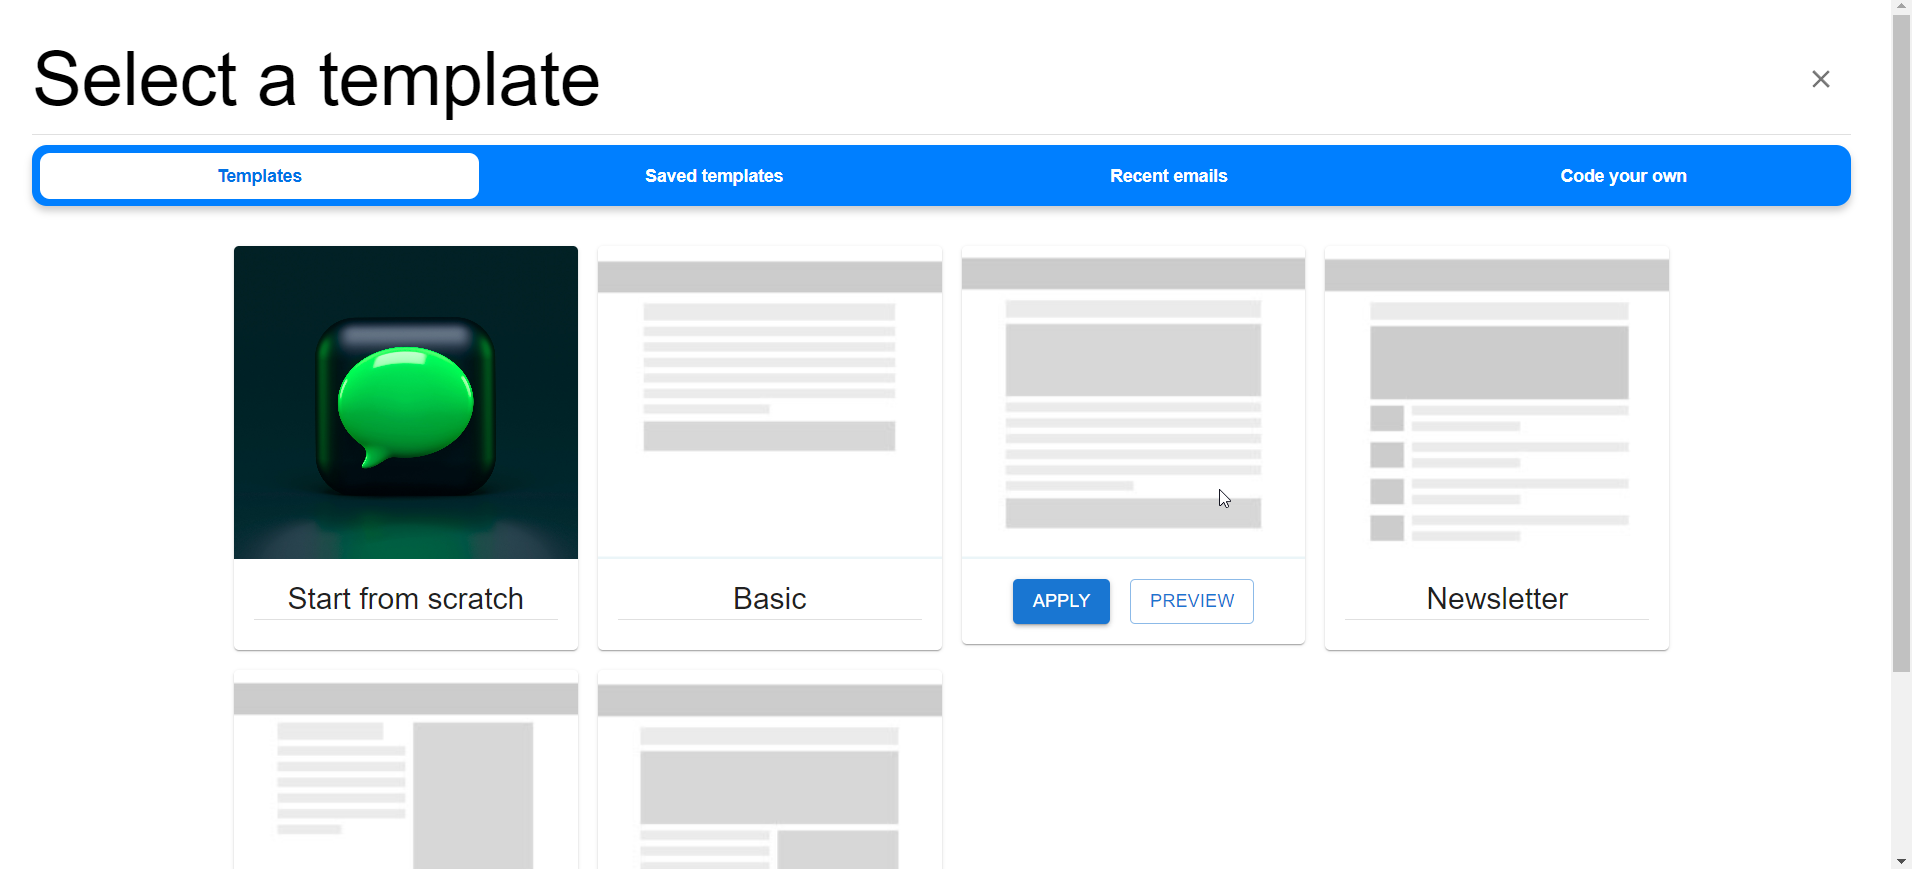 Select a template
Templates
Saved templates
Recent emails
Code your own
Start from scratch
Basic
APPLY
PREVIEW
Newsletter